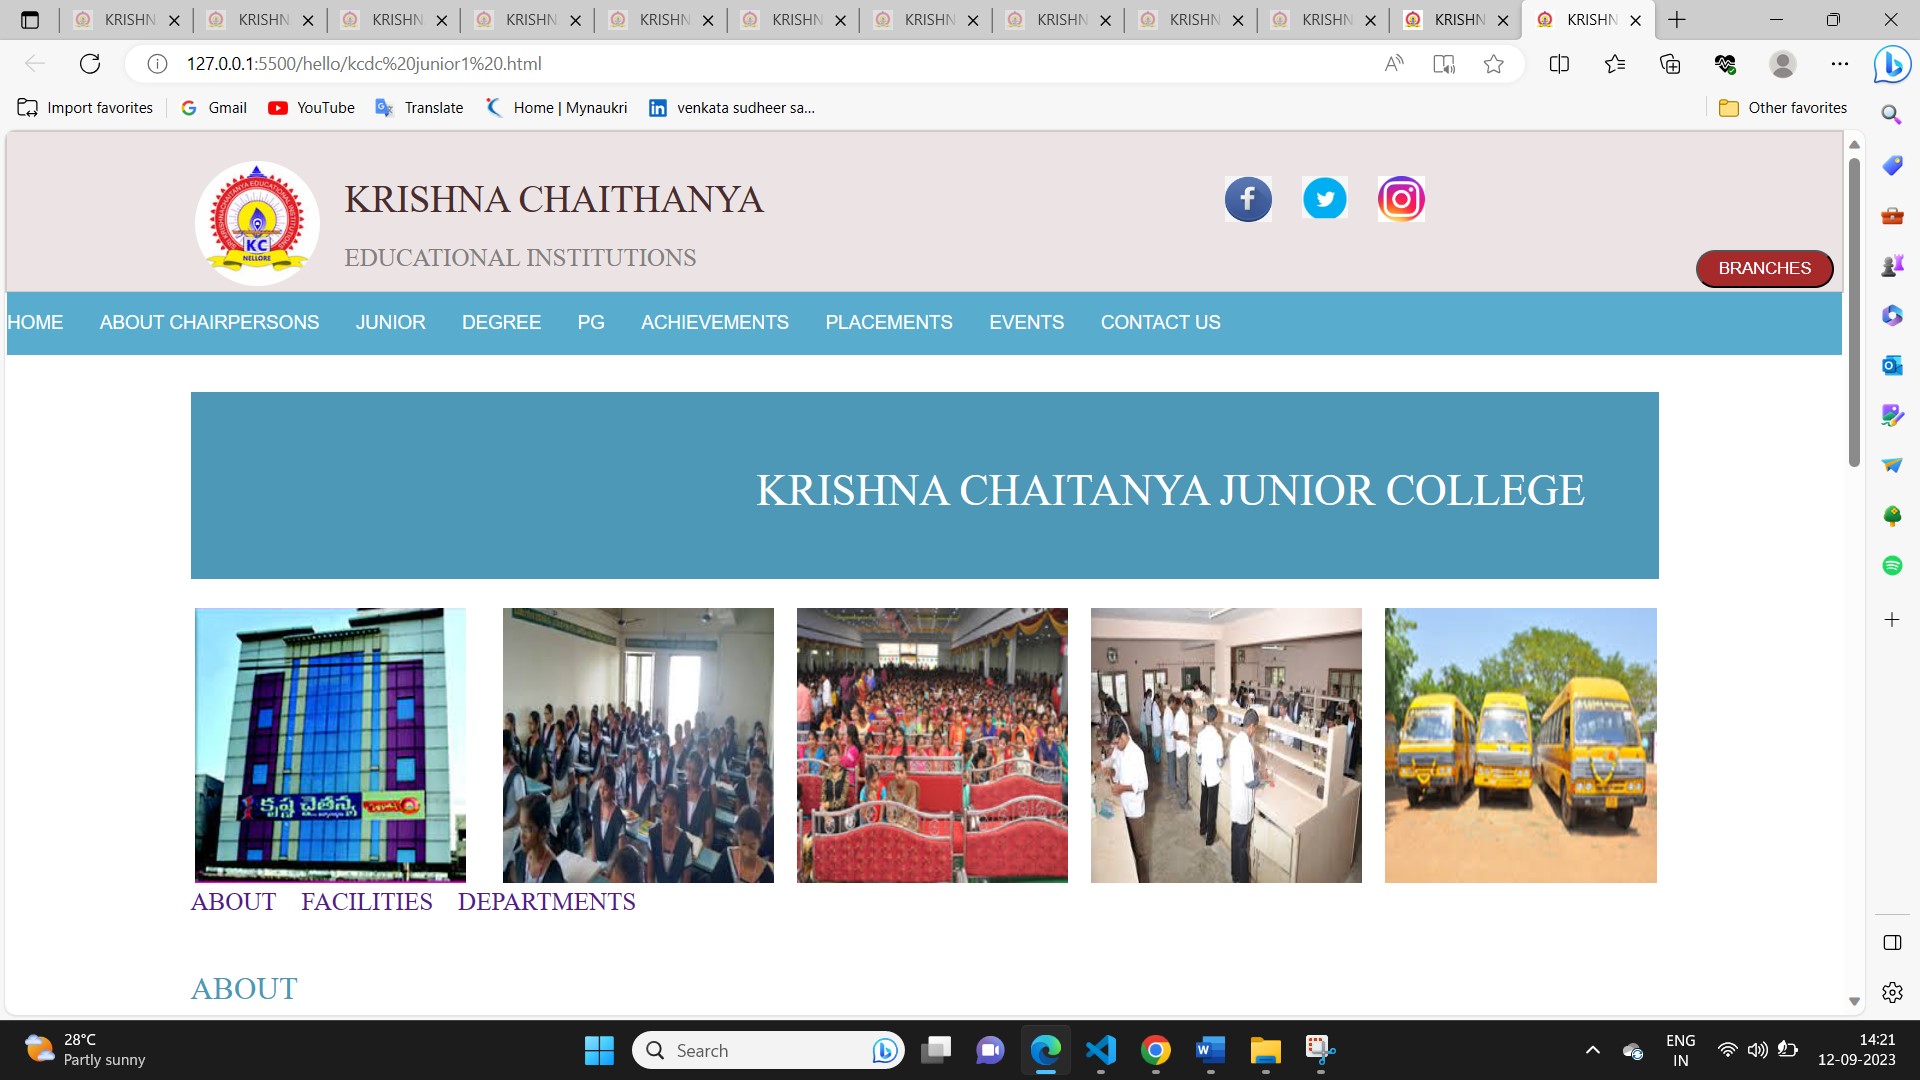 KRISHN KRISHN KRISHN KRISHN KRISHN KRISHN KRISHN KRISHN KRISHN KRISHN KRISHN KRISHN
127.0.0.1:5500/hello/kcdc%20junior1%20.html
Import favorites Gmail YouTube Translate Home | Mynaukri venkata sudheer sa... Other favorites
KRISHNA CHAITHANYA
EDUCATIONAL INSTITUTIONS
KC
NELLORE
BRANCHES
HOME ABOUT CHAIRPERSONS JUNIOR DEGREE PG ACHIEVEMENTS PLACEMENTS EVENTS CONTACT US
KRISHNA CHAITANYA JUNIOR COLLEGE
కృష్ణ చైతన్య
ABOUT FACILITIES DEPARTMENTS
ABOUT
28°C
Partly sunny
Search
ENG
IN
14:21
12-09-2023